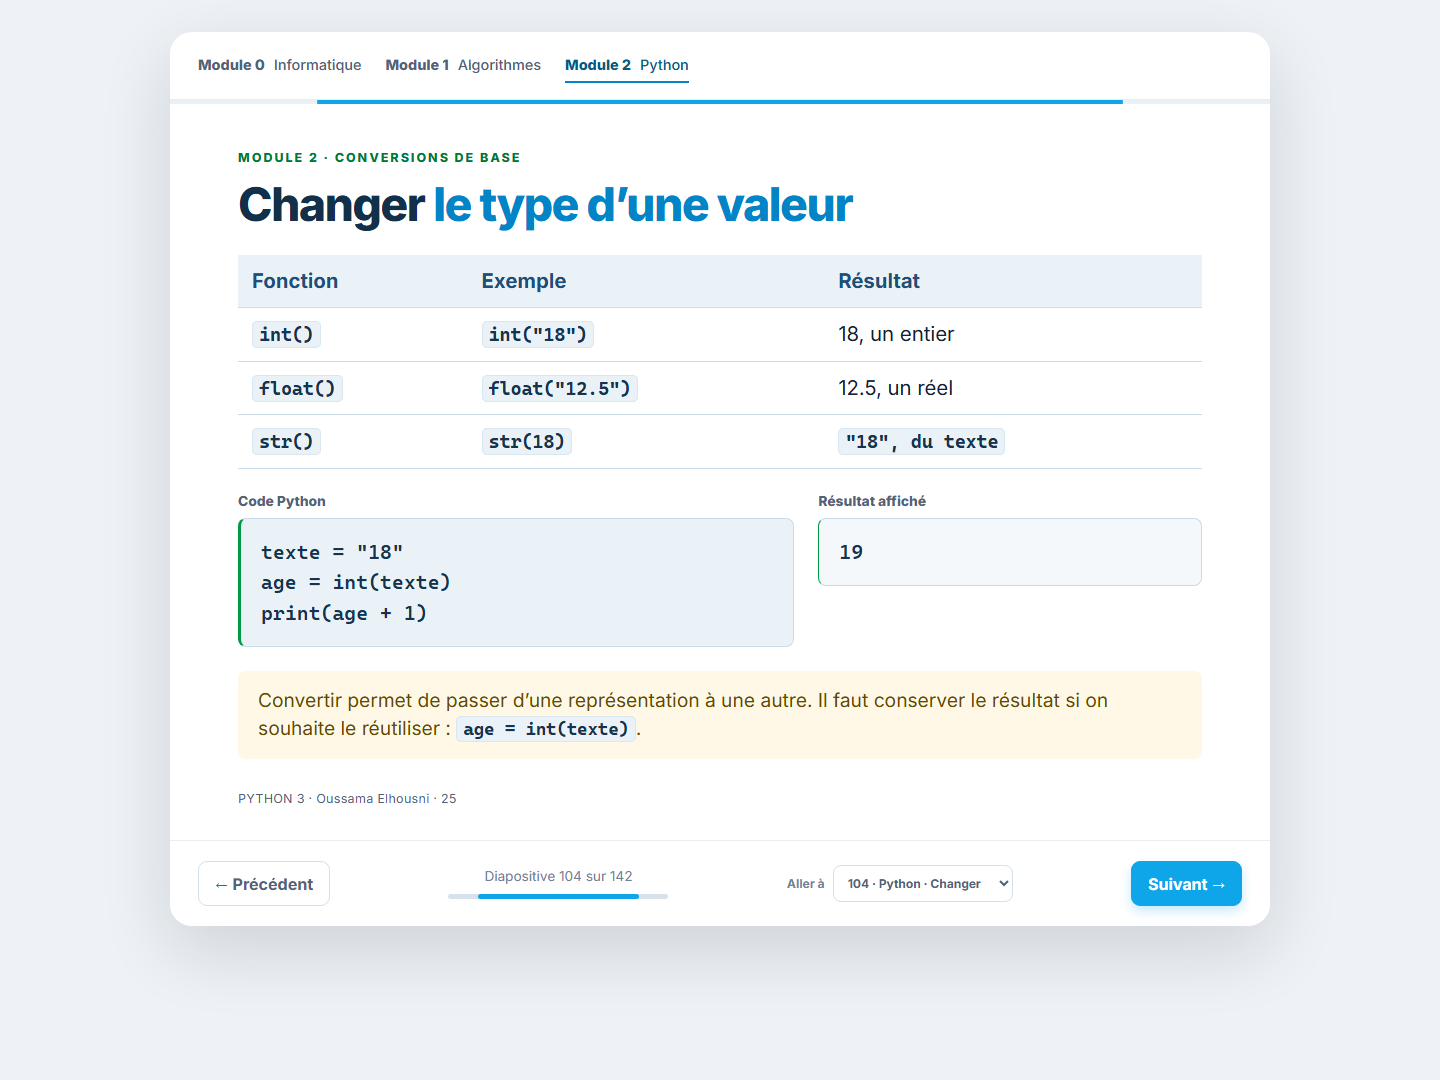 Module 0 Informatique Module 1 Algorithmes Module 2 Python
MODULE 2 · CONVERSIONS DE BASE
Changer le type d’une valeur
Fonction Exemple Résultat
int() int("18") 18, un entier
float() float("12.5") 12.5, un réel
str() str(18) "18", du texte
Code Python
texte = "18"
age = int(texte)
print(age + 1)
Résultat affiché
19
Convertir permet de passer d’une représentation à une autre. Il faut conserver le résultat si on
souhaite le réutiliser : age = int(texte).
PYTHON 3 · Oussama Elhousni · 25
← Précédent
Diapositive 104 sur 142
Aller à 104 · Python · Changer
Suivant →